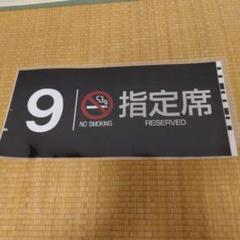 9
NO SMOKING
指定席
RESERVED